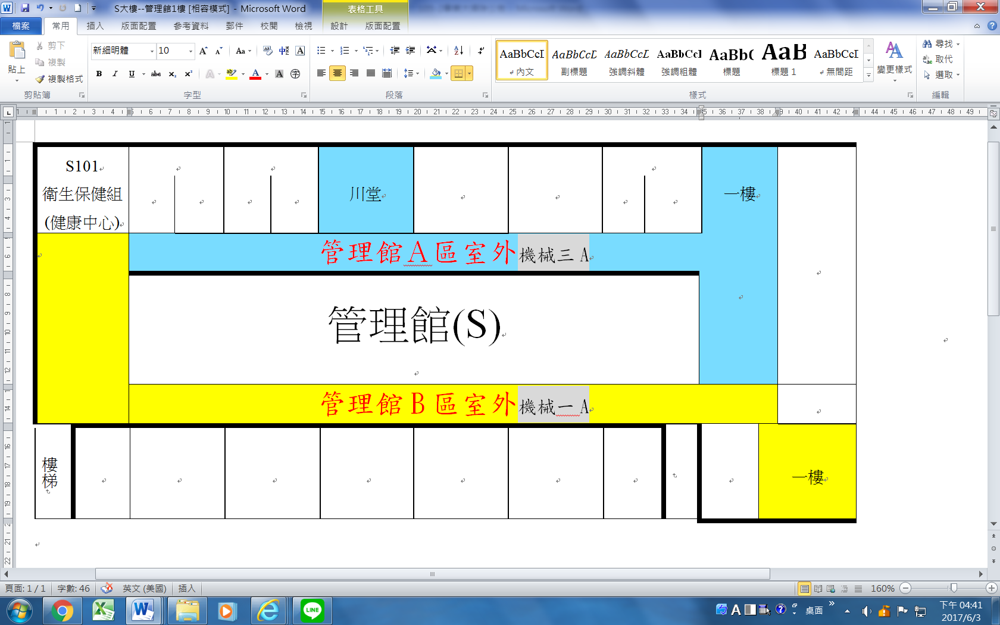 S大樓--管理館1樓 [相容模式] - Microsoft Word
表格工具
檔案 常用 插入 版面配置 參考資料 郵件 校閱 檢視 設計 版面配置
貼上
剪下
複製
複製格式
剪貼簿
新細明體 10
字型
段落
AaBbCcI AaBbCcD AaBbCcD AaBbCcI AaBbC AaB AaBbCcI
內文 副標題 強調斜體 強調粗體 標題 標題 1 無間距
變更樣式
樣式
尋找
取代
選取
編輯
S101
衛生保健組
(健康中心)
川堂
一樓
管理館A區室外機械三A
管理館(S)
管理館B區室外機械一A
樓梯
一樓
頁面: 1 / 1 字數: 46 英文 (美國) 插入 160%
LINE
桌面
下午 04:41
2017/6/3